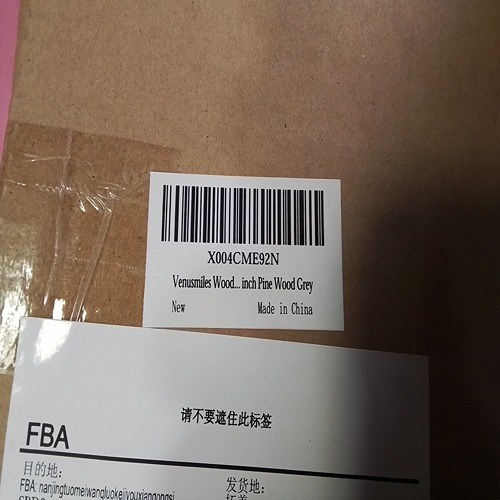 X004CME92N
Venusmiles Wood... inch Pine Wood Grey
New Made in China
请不要遮住此标签
FBA
目的地: 发货地:
FBA: nanjingtuomeiwangluokejiyouxiangongsi